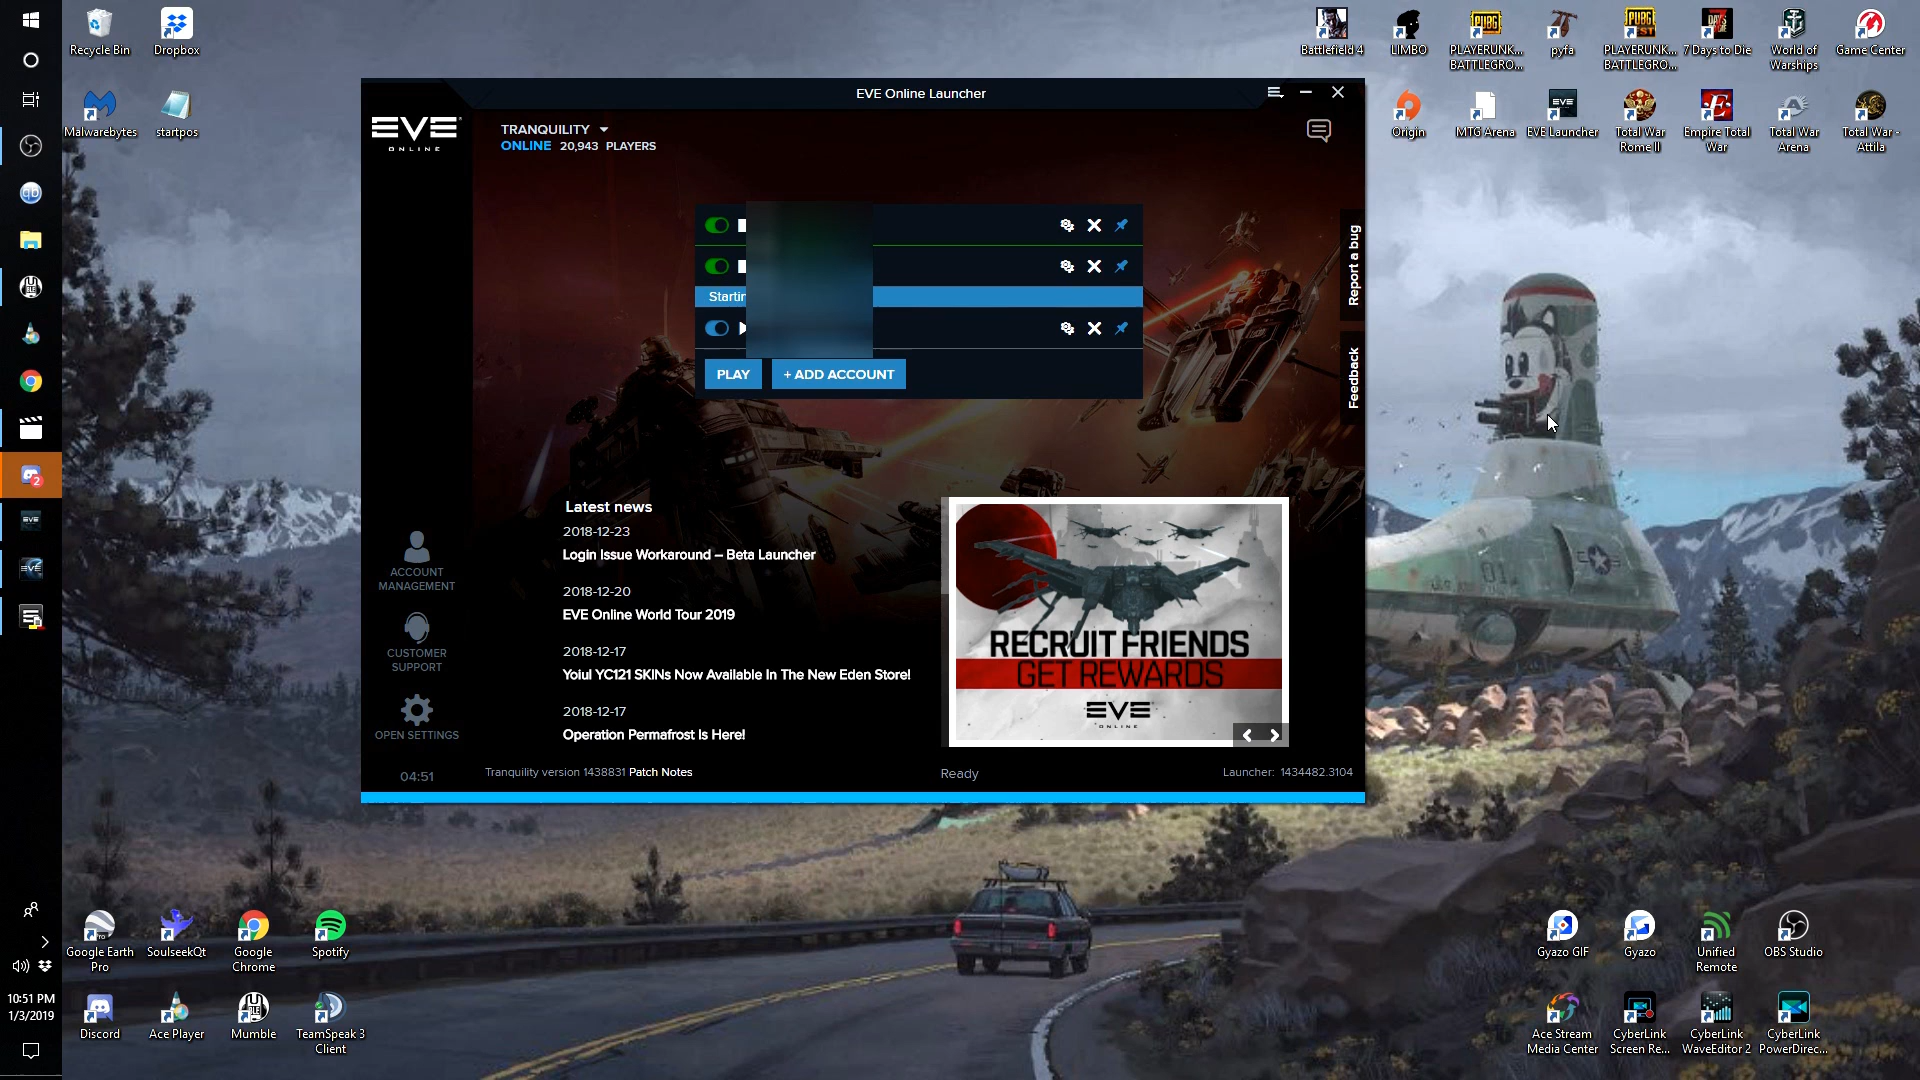 Recycle Bin
Dropbox
Malwarebytes
startpos
Battlefield 4
LIMBO
PLAYERUNK...
BATTLEGRO...
pyfa
PLAYERUNK...
BATTLEGRO...
7 Days to Die
World of
Warships
Game Center
Origin
MTG Arena
EVE Launcher
Total War
Rome II
Empire Total
War
Total War
Arena
Total War -
Attila
EVE Online Launcher
EVE
ONLINE
TRANQUILITY
ONLINE 20,943 PLAYERS
Report a bug
Feedback
Startin
PLAY
+ ADD ACCOUNT
Latest news
2018-12-23
Login Issue Workaround – Beta Launcher
2018-12-20
EVE Online World Tour 2019
2018-12-17
Yoiul YC121 SKINs Now Available In The New Eden Store!
2018-12-17
Operation Permafrost Is Here!
RECRUIT FRIENDS
GET REWARDS
EVE
ONLINE
ACCOUNT
MANAGEMENT
CUSTOMER
SUPPORT
OPEN SETTINGS
04:51
Tranquility version 1438831 Patch Notes
Ready
Launcher: 1434482.3104
10:51 PM
1/3/2019
Google Earth
Pro
SoulseekQt
Google
Chrome
Spotify
Discord
Ace Player
Mumble
TeamSpeak 3
Client
Gyazo GIF
Gyazo
Unified
Remote
OBS Studio
Ace Stream
Media Center
CyberLink
Screen Re...
CyberLink
WaveEditor 2
CyberLink
PowerDirec...